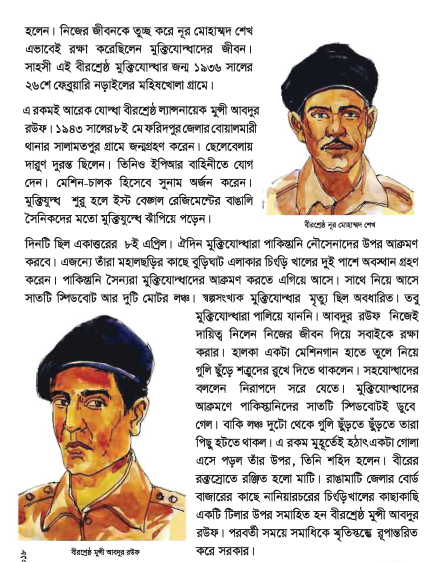 হলেন। নিজের জীবনকে তুচ্ছ করে নূর মোহাম্মদ শেখ
এভাবেই রক্ষা করেছিলেন মুক্তিযোদ্ধাদের জীবন।
সাহসী এই বীরশ্রেষ্ঠ মুক্তিযোদ্ধার জন্ম ১৯৩৬ সালের
২৬শে ফেব্রুয়ারি নড়াইলের মহিষখোলা গ্রামে।
এ রকমই আরেক যোদ্ধা বীরশ্রেষ্ঠ ল্যান্সনায়েক মুন্সী আবদুর
রউফ। ১৯৪৩ সালের ৮ই মে ফরিদপুর জেলার বোয়ালমারী
থানার সালামতপুর গ্রামে জন্মগ্রহণ করেন। ছেলেবেলায়
দারুণ দুরন্ত ছিলেন। তিনিও ইপিআর বাহিনীতে যোগ
দেন। মেশিন-চালক হিসেবে সুনাম অর্জন করেন।
মুক্তিযুদ্ধ শুরু হলে ইস্ট বেঙ্গল রেজিমেন্টের বাঙালি
সৈনিকদের মতো মুক্তিযুদ্ধে ঝাঁপিয়ে পড়েন।
বীরশ্রেষ্ঠ নূর মোহাম্মদ শেখ
দিনটি ছিল একাত্তরের ৮ই এপ্রিল। ঐদিন মুক্তিযোদ্ধারা পাকিস্তানি নৌসেনাদের উপর আক্রমণ
করবে। এজন্যে তাঁরা মহালছড়ির কাছে বুড়িঘাট এলাকার চিংড়ি খালের দুই পাশে অবস্থান গ্রহণ
করেন। পাকিস্তানি সৈন্যরা মুক্তিযোদ্ধাদের আক্রমণ করতে এগিয়ে আসে। সাথে নিয়ে আসে
সাতটি স্পিডবোট আর দুটি মোটর লঞ্চ। স্বল্পসংখ্যক মুক্তিযোদ্ধার মৃত্যু ছিল অবধারিত। তবু
মুক্তিযোদ্ধারা পালিয়ে যাননি। আবদুর রউফ নিজেই
দায়িত্ব নিলেন নিজের জীবন দিয়ে সবাইকে রক্ষা
করার। হালকা একটা মেশিনগান হাতে তুলে নিয়ে
গুলি ছুঁড়ে শত্রুদের রুখে দিতে থাকলেন। সহযোদ্ধাদের
বললেন নিরাপদে সরে যেতে। মুক্তিযোদ্ধাদের
আক্রমণে পাকিস্তানিদের সাতটি স্পিডবোটই ডুবে
গেল। বাকি লঞ্চ দুটো থেকে গুলি ছুঁড়তে ছুঁড়তে তারা
পিছু হটতে থাকল। এ রকম মুহূর্তেই হঠাৎ একটা গোলা
এসে পড়ল তাঁর উপর, তিনি শহিদ হলেন। বীরের
রক্তস্রোতে রঞ্জিত হলো মাটি। রাঙামাটি জেলার বোর্ড
বাজারের কাছে নানিয়ারচরের চিংড়িখালের কাছাকাছি
একটি টিলার উপর সমাহিত হন বীরশ্রেষ্ঠ মুন্সী আবদুর
রউফ। পরবর্তী সময়ে সমাধিকে স্মৃতিস্তম্ভে রূপান্তরিত
করে সরকার।
বীরশ্রেষ্ঠ মুন্সী আবদুর রউফ